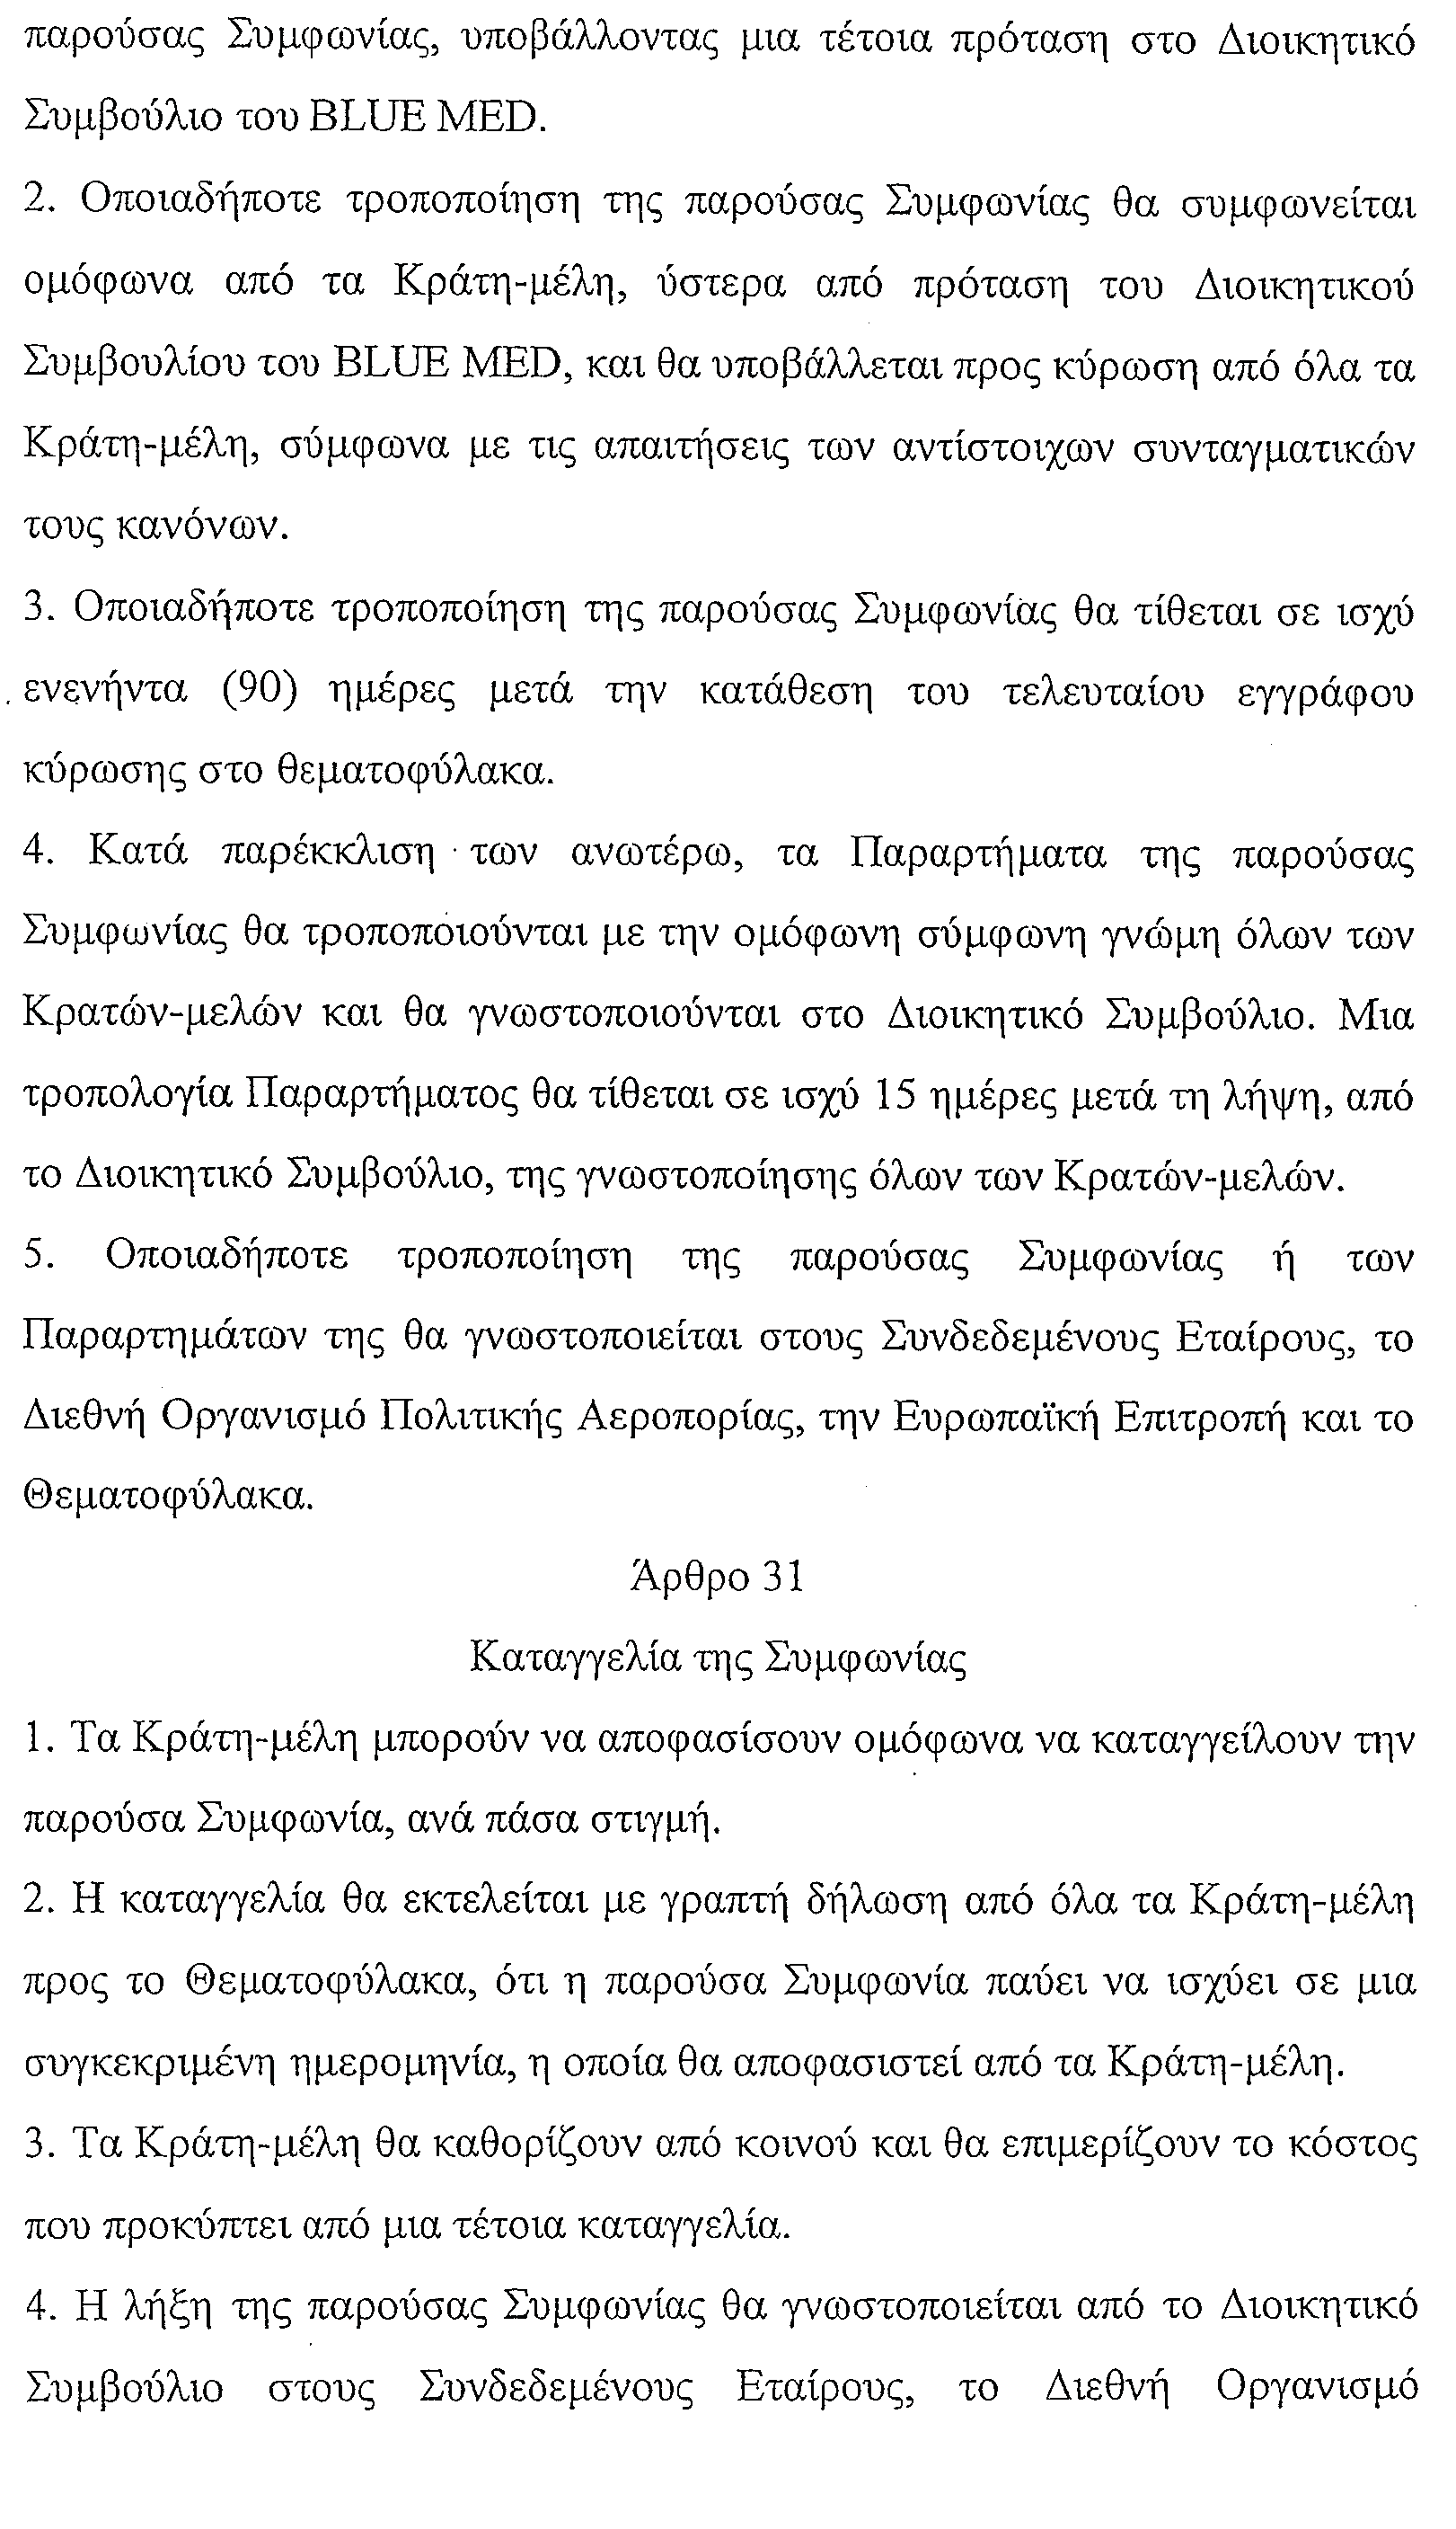 παρούσας Συμφωνίας, υποβάλλοντας μια τέτοια πρόταση στο Διοικητικό
Συμβούλιο του BLUE MED.
2. Οποιαδήποτε τροποποίηση της παρούσας Συμφωνίας θα συμφωνείται
ομόφωνα από τα Κράτη-μέλη, ύστερα από πρόταση του Διοικητικού
Συμβουλίου του BLUE MED, και θα υποβάλλεται προς κύρωση από όλα τα
Κράτη-μέλη, σύμφωνα με τις απαιτήσεις των αντίστοιχων συνταγματικών
τους κανόνων.
3. Οποιαδήποτε τροποποίηση της παρούσας Συμφωνίας θα τίθεται σε ισχύ
ενενήντα (90) ημέρες μετά την κατάθεση του τελευταίου εγγράφου
κύρωσης στο θεματοφύλακα.
4. Κατά παρέκκλιση των ανωτέρω, τα Παραρτήματα της παρούσας
Συμφωνίας θα τροποποιούνται με την ομόφωνη σύμφωνη γνώμη όλων των
Κρατών-μελών και θα γνωστοποιούνται στο Διοικητικό Συμβούλιο. Μια
τροπολογία Παραρτήματος θα τίθεται σε ισχύ 15 ημέρες μετά τη λήψη, από
το Διοικητικό Συμβούλιο, της γνωστοποίησης όλων των Κρατών-μελών.
5. Οποιαδήποτε τροποποίηση της παρούσας Συμφωνίας ή των
Παραρτημάτων της θα γνωστοποιείται στους Συνδεδεμένους Εταίρους, το
Διεθνή Οργανισμό Πολιτικής Αεροπορίας, την Ευρωπαϊκή Επιτροπή και το
Θεματοφύλακα.
Άρθρο 31
Καταγγελία της Συμφωνίας
1. Τα Κράτη-μέλη μπορούν να αποφασίσουν ομόφωνα να καταγγείλουν την
παρούσα Συμφωνία, ανά πάσα στιγμή.
2. Η καταγγελία θα εκτελείται με γραπτή δήλωση από όλα τα Κράτη-μέλη
προς το Θεματοφύλακα, ότι η παρούσα Συμφωνία παύει να ισχύει σε μια
συγκεκριμένη ημερομηνία, η οποία θα αποφασιστεί από τα Κράτη-μέλη.
3. Τα Κράτη-μέλη θα καθορίζουν από κοινού και θα επιμερίζουν το κόστος
που προκύπτει από μια τέτοια καταγγελία.
4. Η λήξη της παρούσας Συμφωνίας θα γνωστοποιείται από το Διοικητικό
Συμβούλιο στους Συνδεδεμένους Εταίρους, το Διεθνή Οργανισμό